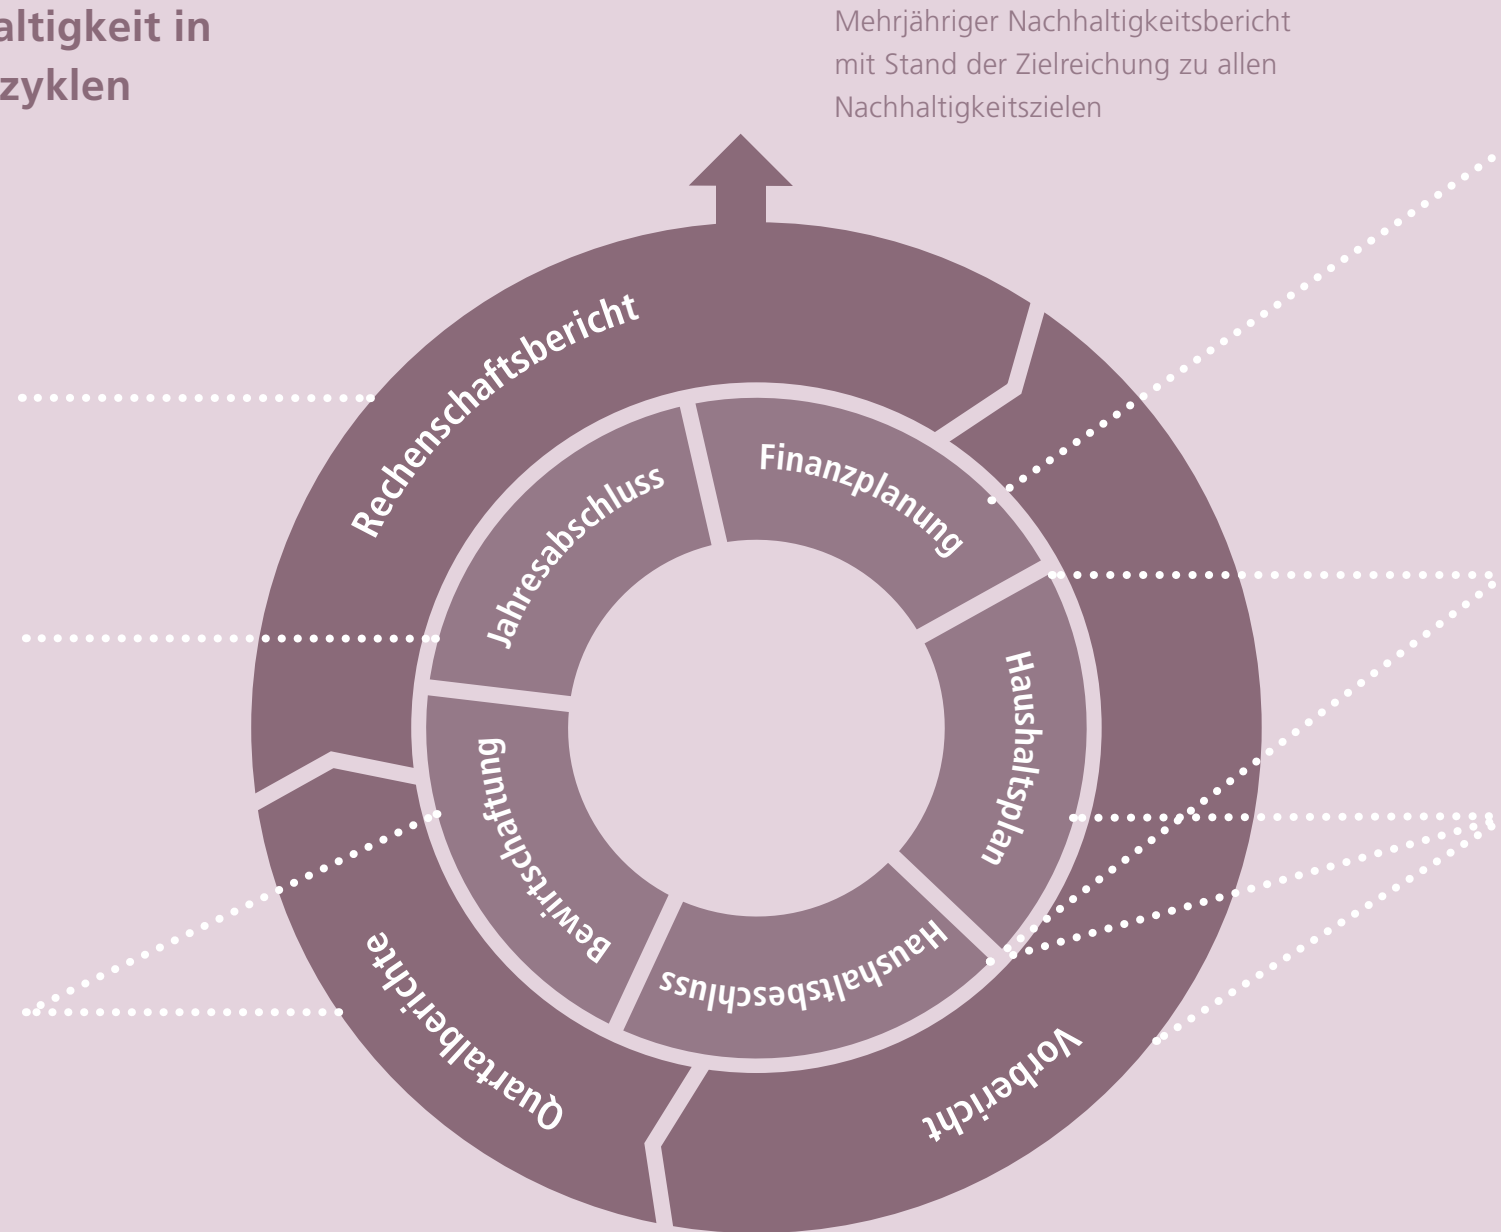 altigkeit in
zyklen
Mehrjähriger Nachhaltigkeitsbericht
mit Stand der Zielreichung zu allen
Nachhaltigkeitszielen
Rechenschaftsbericht
Finanzplanung
Jahresabschluss
Haushaltsplan
Bewirtschaftung
Haushaltsbeschluss
Quartalberichte
Vorbericht